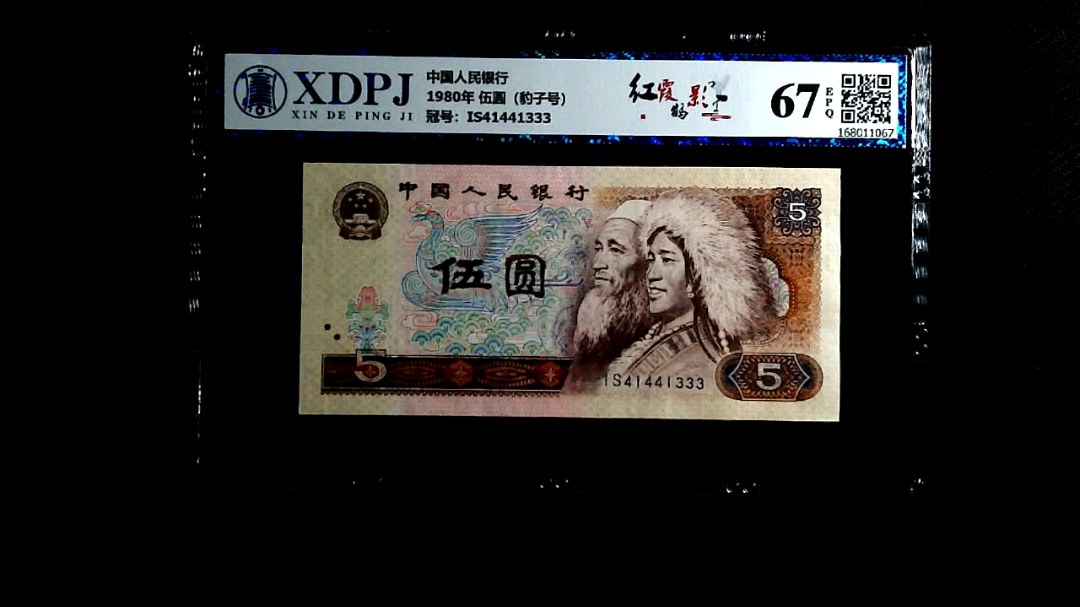 XDPJ
XIN DE PING JI
中国人民银行
1980年 伍圆（豹子号）
冠号：IS41441333
红霞鹤影
67 EPQ
168011067
中国人民银行
5
伍圆
5
IS41441333
5